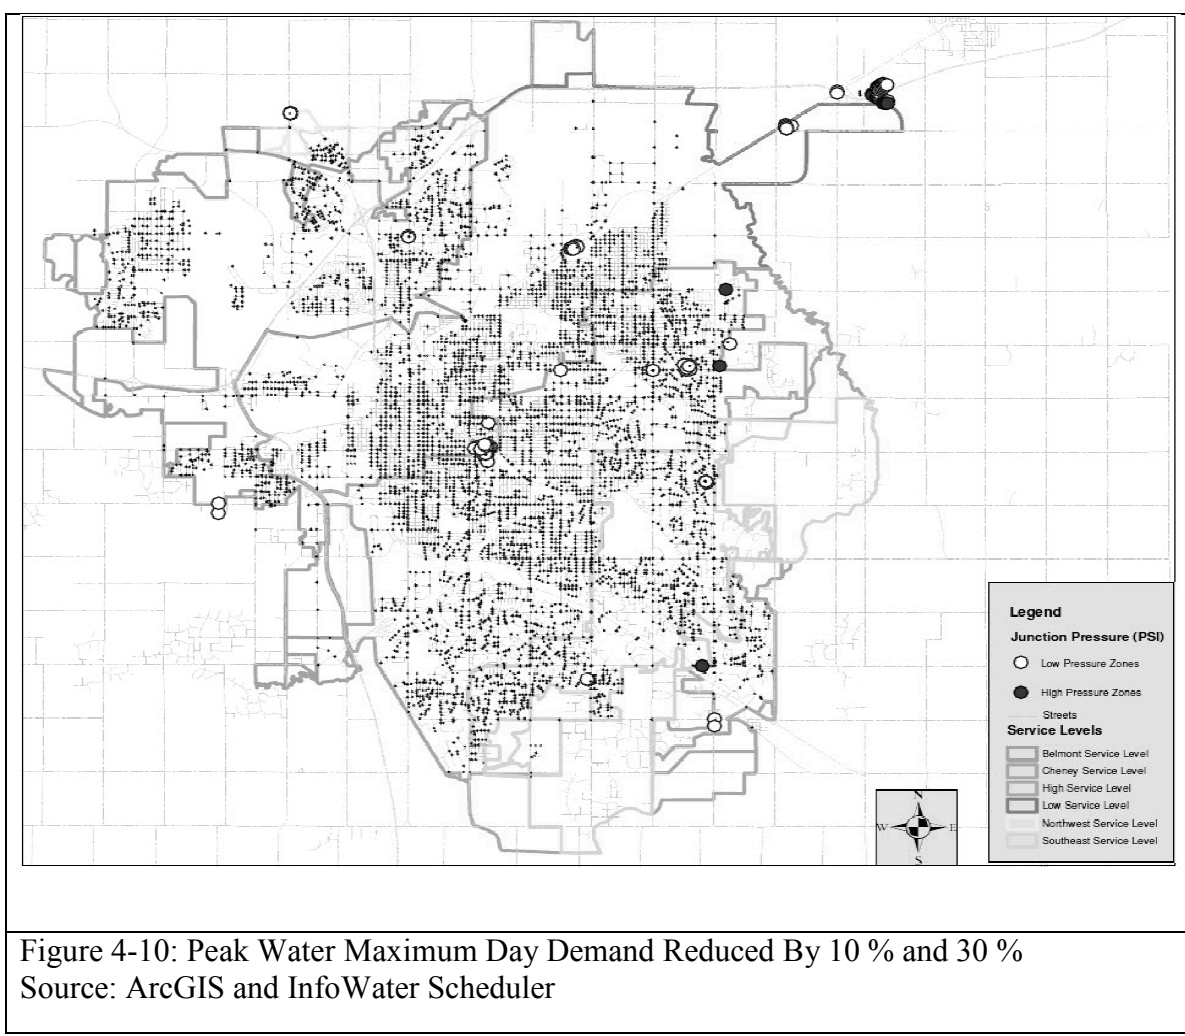 Legend
Junction Pressure (PSI)
Low Pressure Zones
High Pressure Zones
Streets
Service Levels
Belmont Service Level
Cheney Service Level
High Service Level
Low Service Level
Northwest Service Level
Southeast Service Level
N
W E
S
Figure 4-10: Peak Water Maximum Day Demand Reduced By 10 % and 30 %
Source: ArcGIS and InfoWater Scheduler